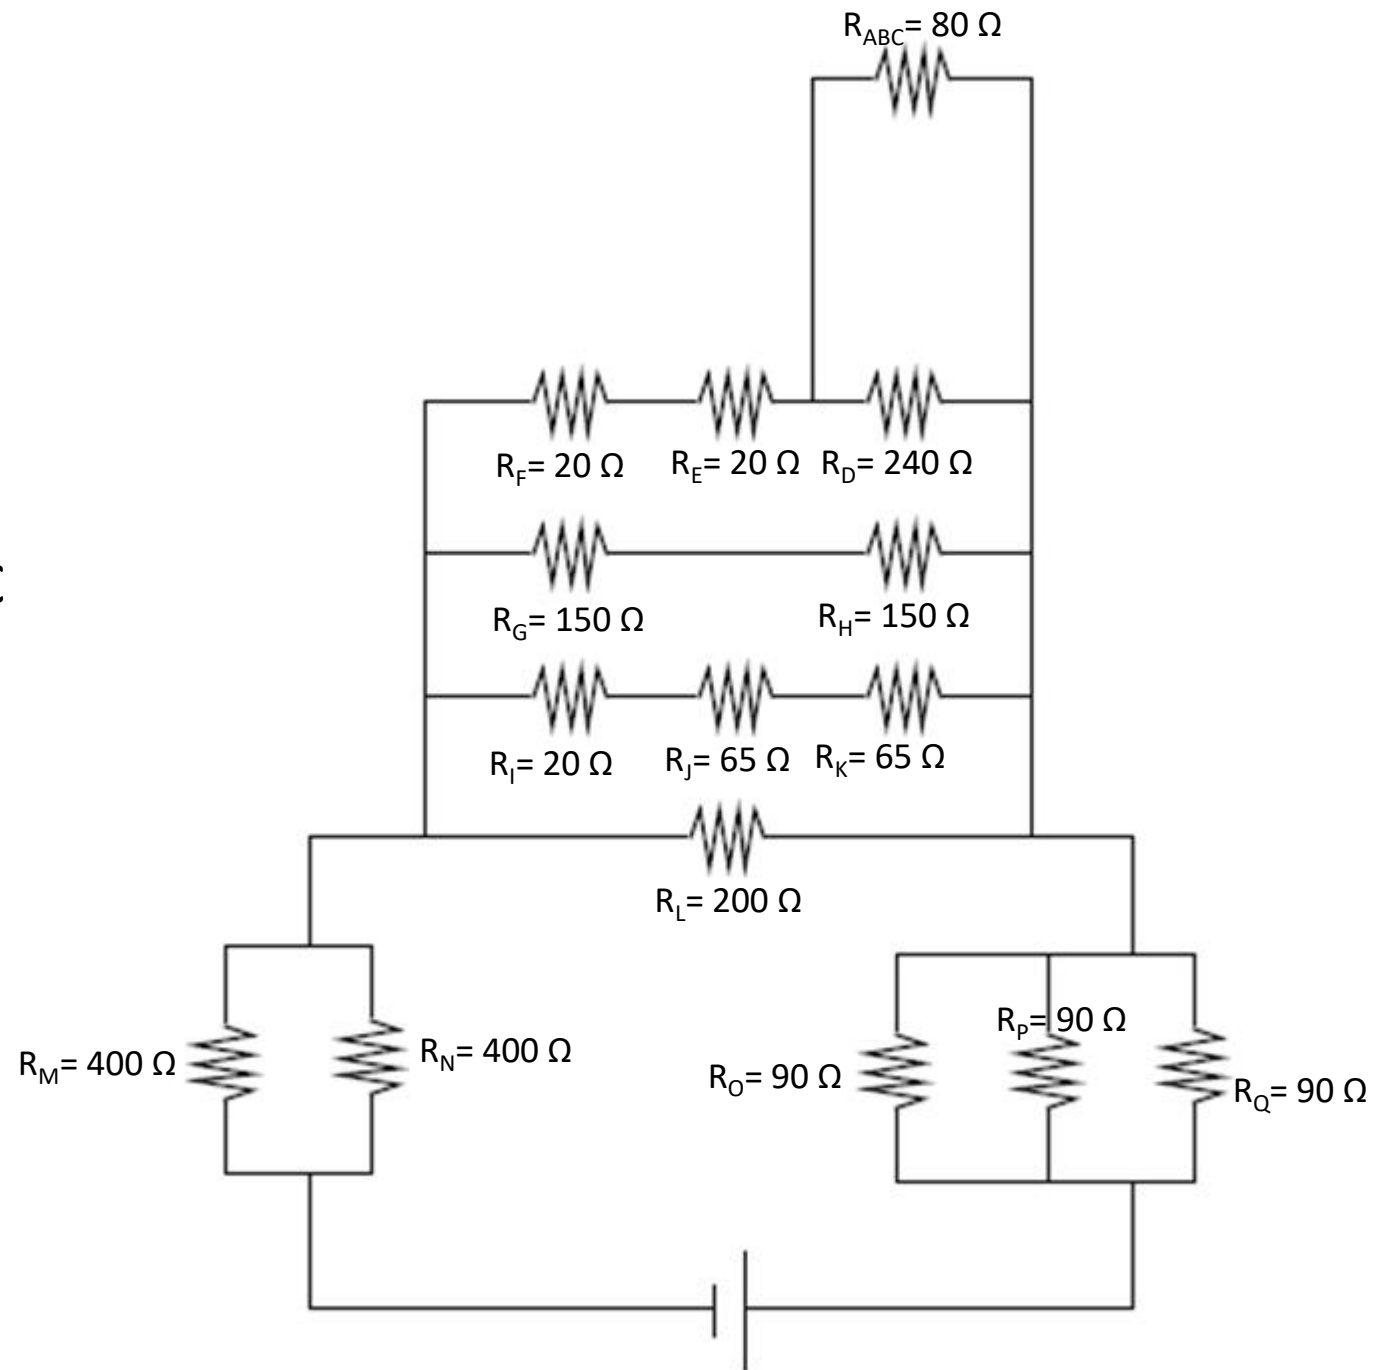 R_ABC= 80 Ω
R_F= 20 Ω
R_E= 20 Ω
R_D= 240 Ω
R_G= 150 Ω
R_H= 150 Ω
R_I= 20 Ω
R_J= 65 Ω
R_K= 65 Ω
R_L= 200 Ω
R_M= 400 Ω
R_N= 400 Ω
R_O= 90 Ω
R_P= 90 Ω
R_Q= 90 Ω